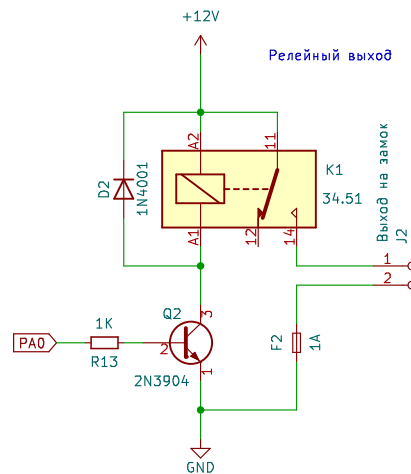 +12V
Релейный выход
A2
11
D2
1N4001
K1
34.51
A1
12
14
Выход на замок
J2
1
2
Q2
3
1K
PA0
R13
2
2N3904
1
F2
1A
GND